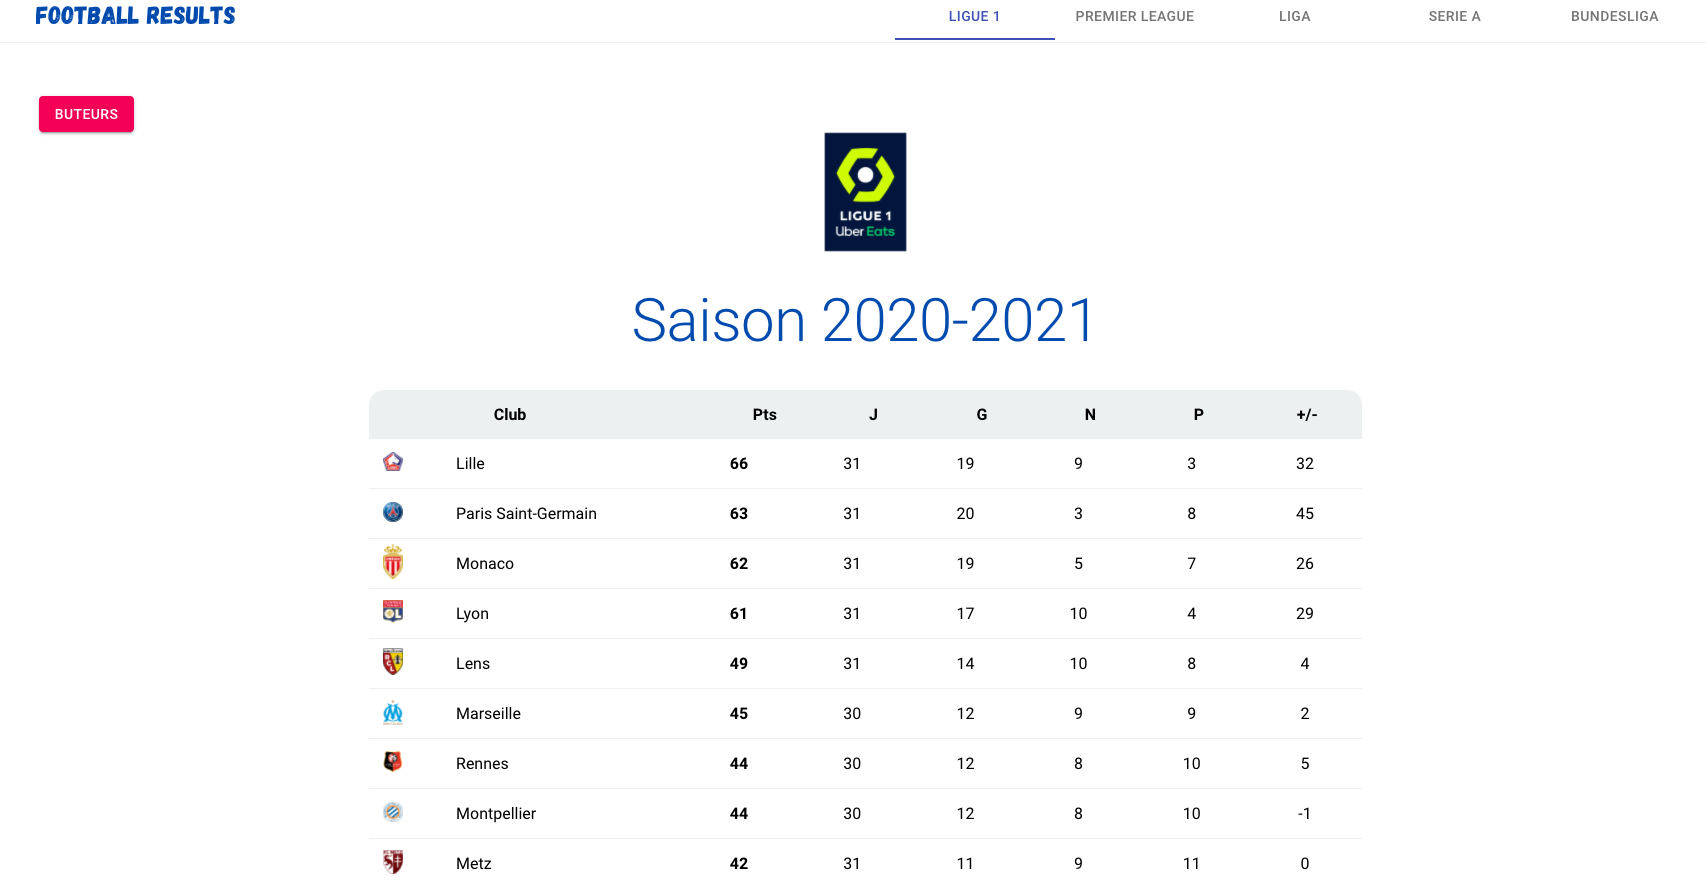 FOOTBALL RESULTS
LIGUE 1 PREMIER LEAGUE LIGA SERIE A BUNDESLIGA
BUTEURS
LIGUE 1
Uber Eats
Saison 2020-2021
Club Pts J G N P +/-
Lille 66 31 19 9 3 32
Paris Saint-Germain 63 31 20 3 8 45
Monaco 62 31 19 5 7 26
Lyon 61 31 17 10 4 29
Lens 49 31 14 10 8 4
Marseille 45 30 12 9 9 2
Rennes 44 30 12 8 10 5
Montpellier 44 30 12 8 10 -1
Metz 42 31 11 9 11 0